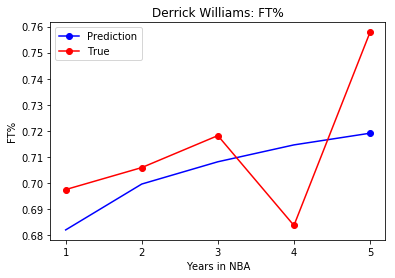 Derrick Williams: FT%
Prediction
True
FT%
0.76
0.75
0.74
0.73
0.72
0.71
0.70
0.69
0.68
1 2 3 4 5
Years in NBA